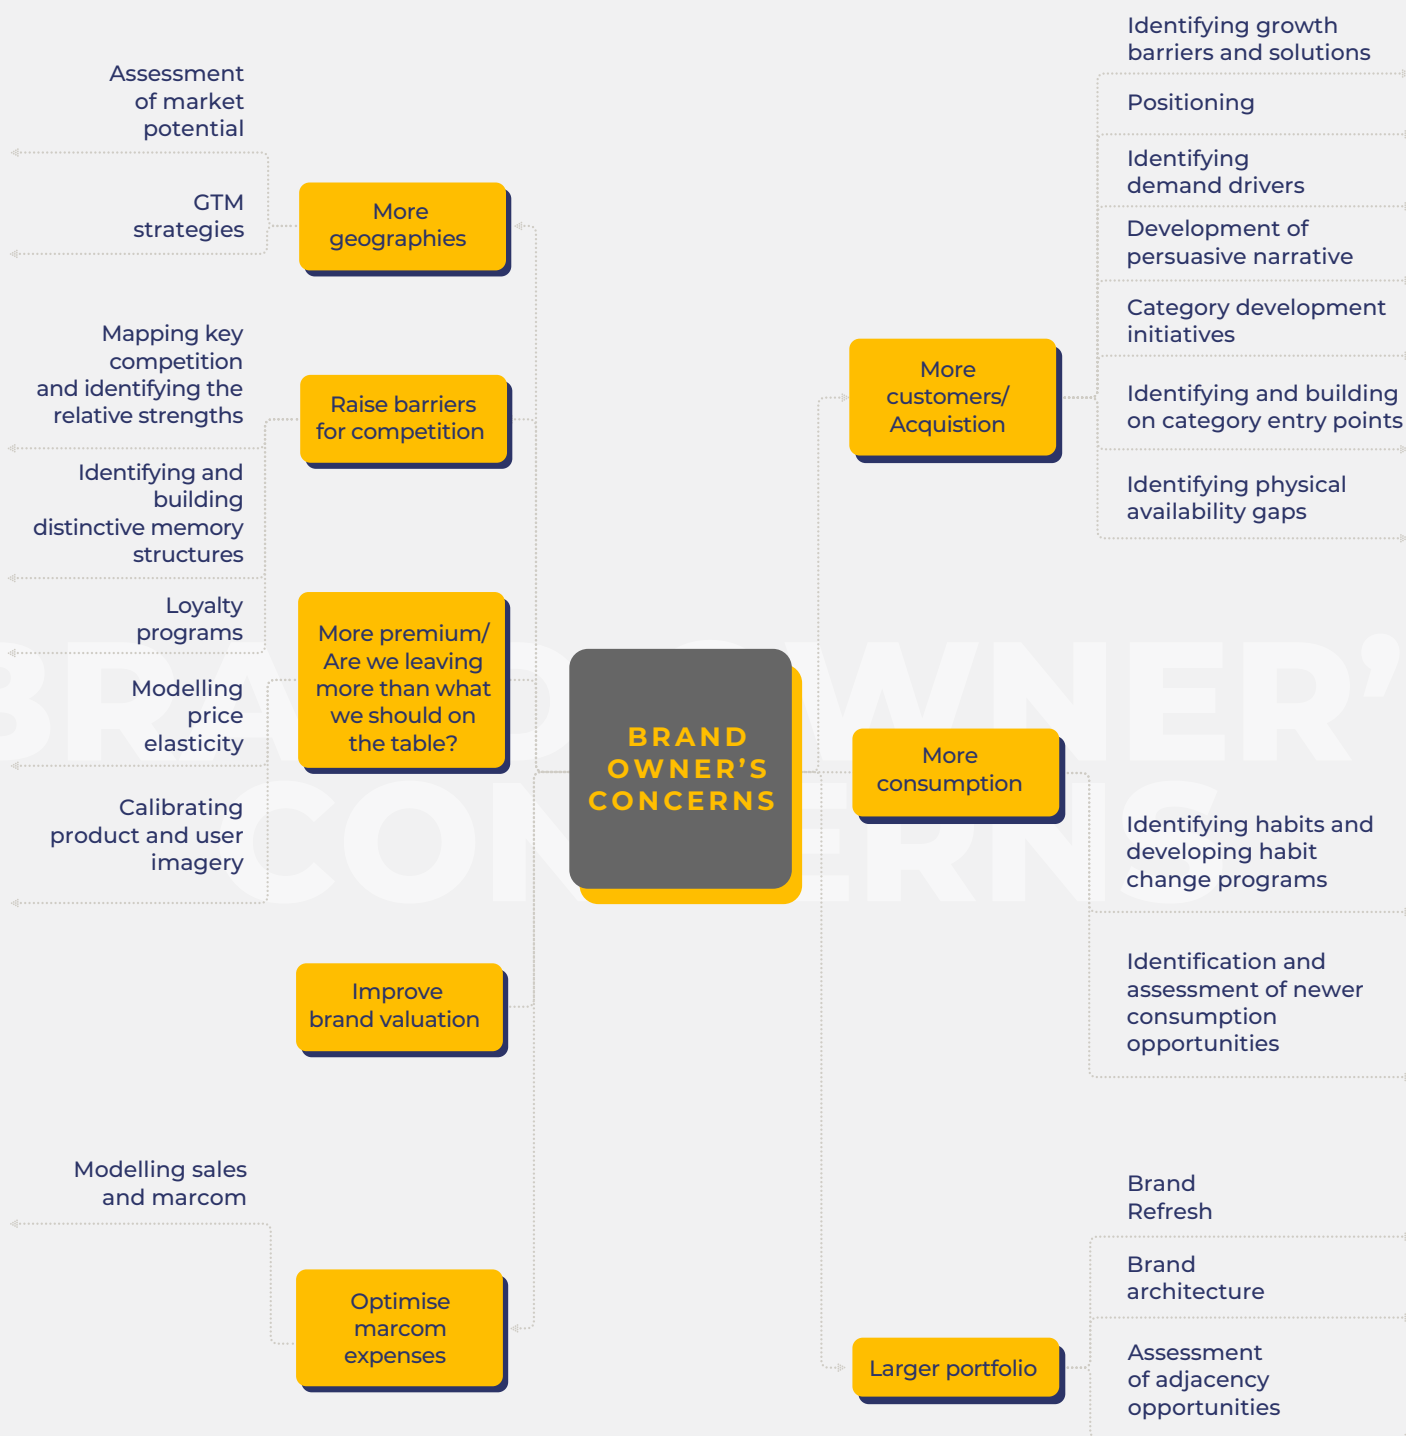 Assessment
of market
potential
GTM
strategies
More
geographies
Mapping key
competition
and identifying the
relative strengths
Identifying and
building
distinctive memory
structures
Loyalty
programs
Raise barriers
for competition
Modelling
price
elasticity
Calibrating
product and user
imagery
More premium/
Are we leaving
more than what
we should on
the table?
Improve
brand valuation
Modelling sales
and marcom
Optimise
marcom
expenses
BRAND OWNER'
CONCERNS
BRAND
OWNER’S
CONCERNS
More
customers/
Acquistion
Identifying growth
barriers and solutions
Positioning
Identifying
demand drivers
Development of
persuasive narrative
Category development
initiatives
Identifying and building
on category entry points
Identifying physical
availability gaps
More
consumption
Identifying habits and
developing habit
change programs
Identification and
assessment of newer
consumption
opportunities
Larger portfolio
Brand
Refresh
Brand
architecture
Assessment
of adjacency
opportunities